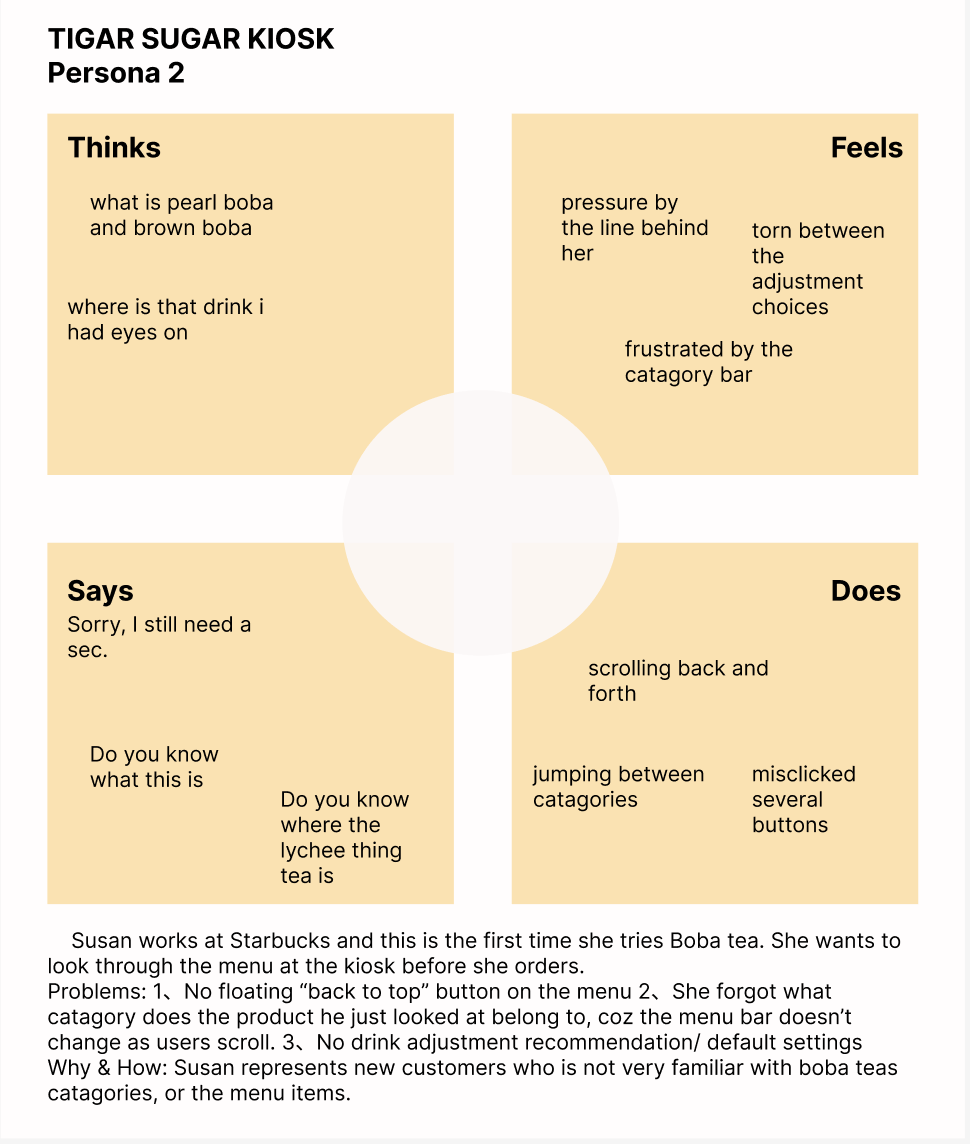 TIGAR SUGAR KIOSK
Persona 2
Thinks
what is pearl boba
and brown boba
where is that drink i
had eyes on
Feels
pressure by
the line behind
her
torn between
the
adjustment
choices
frustrated by the
catagory bar
Says
Sorry, I still need a
sec.
Do you know
what this is
Do you know
where the
lychee thing
tea is
Does
scrolling back and
forth
jumping between
catagories
misclicked
several
buttons
Susan works at Starbucks and this is the first time she tries Boba tea. She wants to
look through the menu at the kiosk before she orders.
Problems: 1、No floating “back to top” button on the menu 2、She forgot what
catagory does the product he just looked at belong to, coz the menu bar doesn’t
change as users scroll. 3、No drink adjustment recommendation/ default settings
Why & How: Susan represents new customers who is not very familiar with boba teas
catagories, or the menu items.